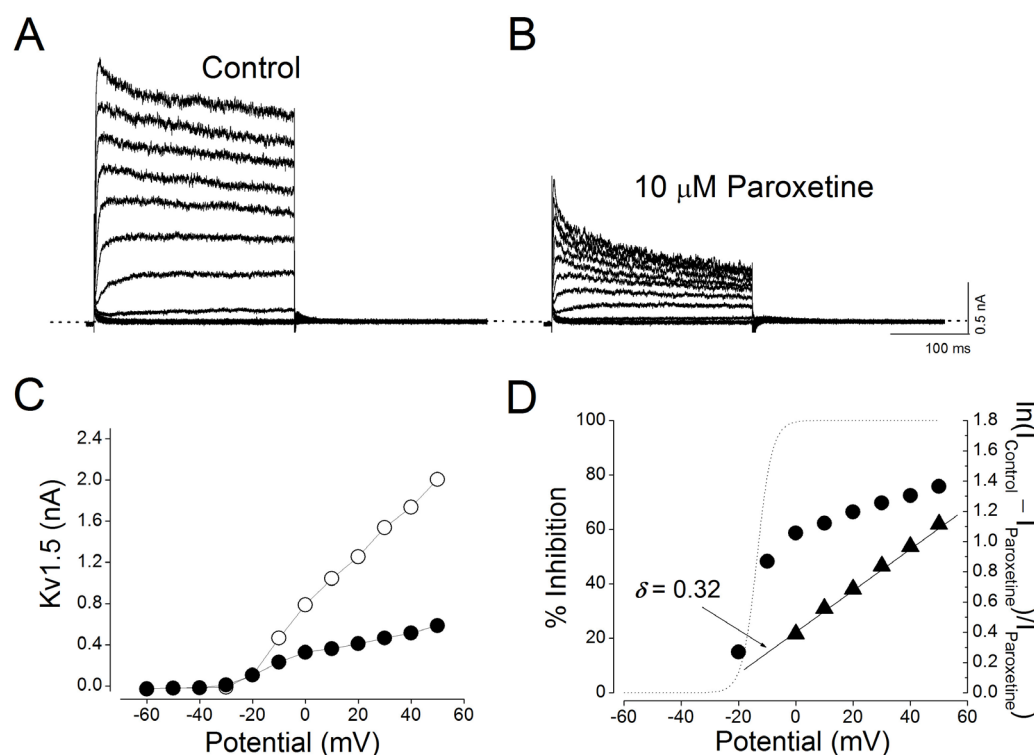 A
Control
B
10 μM Paroxetine
0.5 nA
100 ms
C
2.4
2.0
1.6
1.2
0.8
0.4
0.0
Kv1.5 (nA)
-60 -40 -20 0 20 40 60
Potential (mV)
D
100
80
60
40
20
0
% Inhibition
δ = 0.32
1.8
1.6
1.4
1.2
1.0
0.8
0.6
0.4
0.2
0.0
ln(I Control – I Paroxetine)/I Paroxetine
-60 -40 -20 0 20 40 60
Potential (mV)